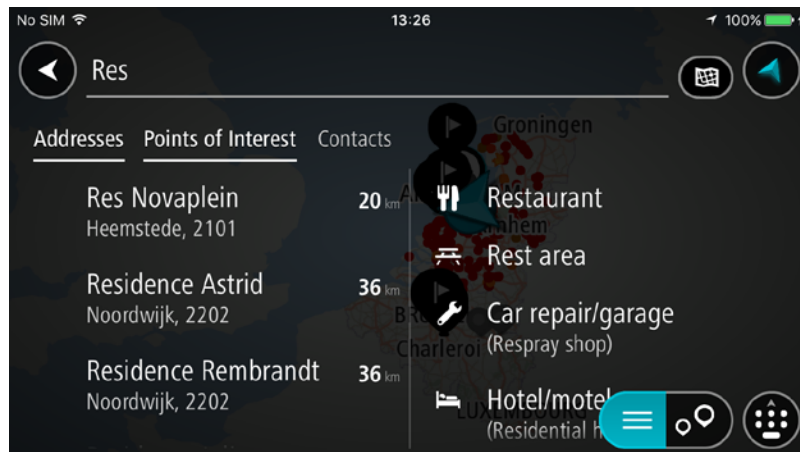 No SIM
13:26
100%
Res
Addresses Points of Interest Contacts
Res Novaplein
20 km
Heemstede, 2101
Residence Astrid
36 km
Noordwijk, 2202
Residence Rembrandt
36 km
Noordwijk, 2202
Restaurant
Rest area
Car repair/garage
(Respray shop)
Hotel/motel
(Residential h
Groningen
Charleroi